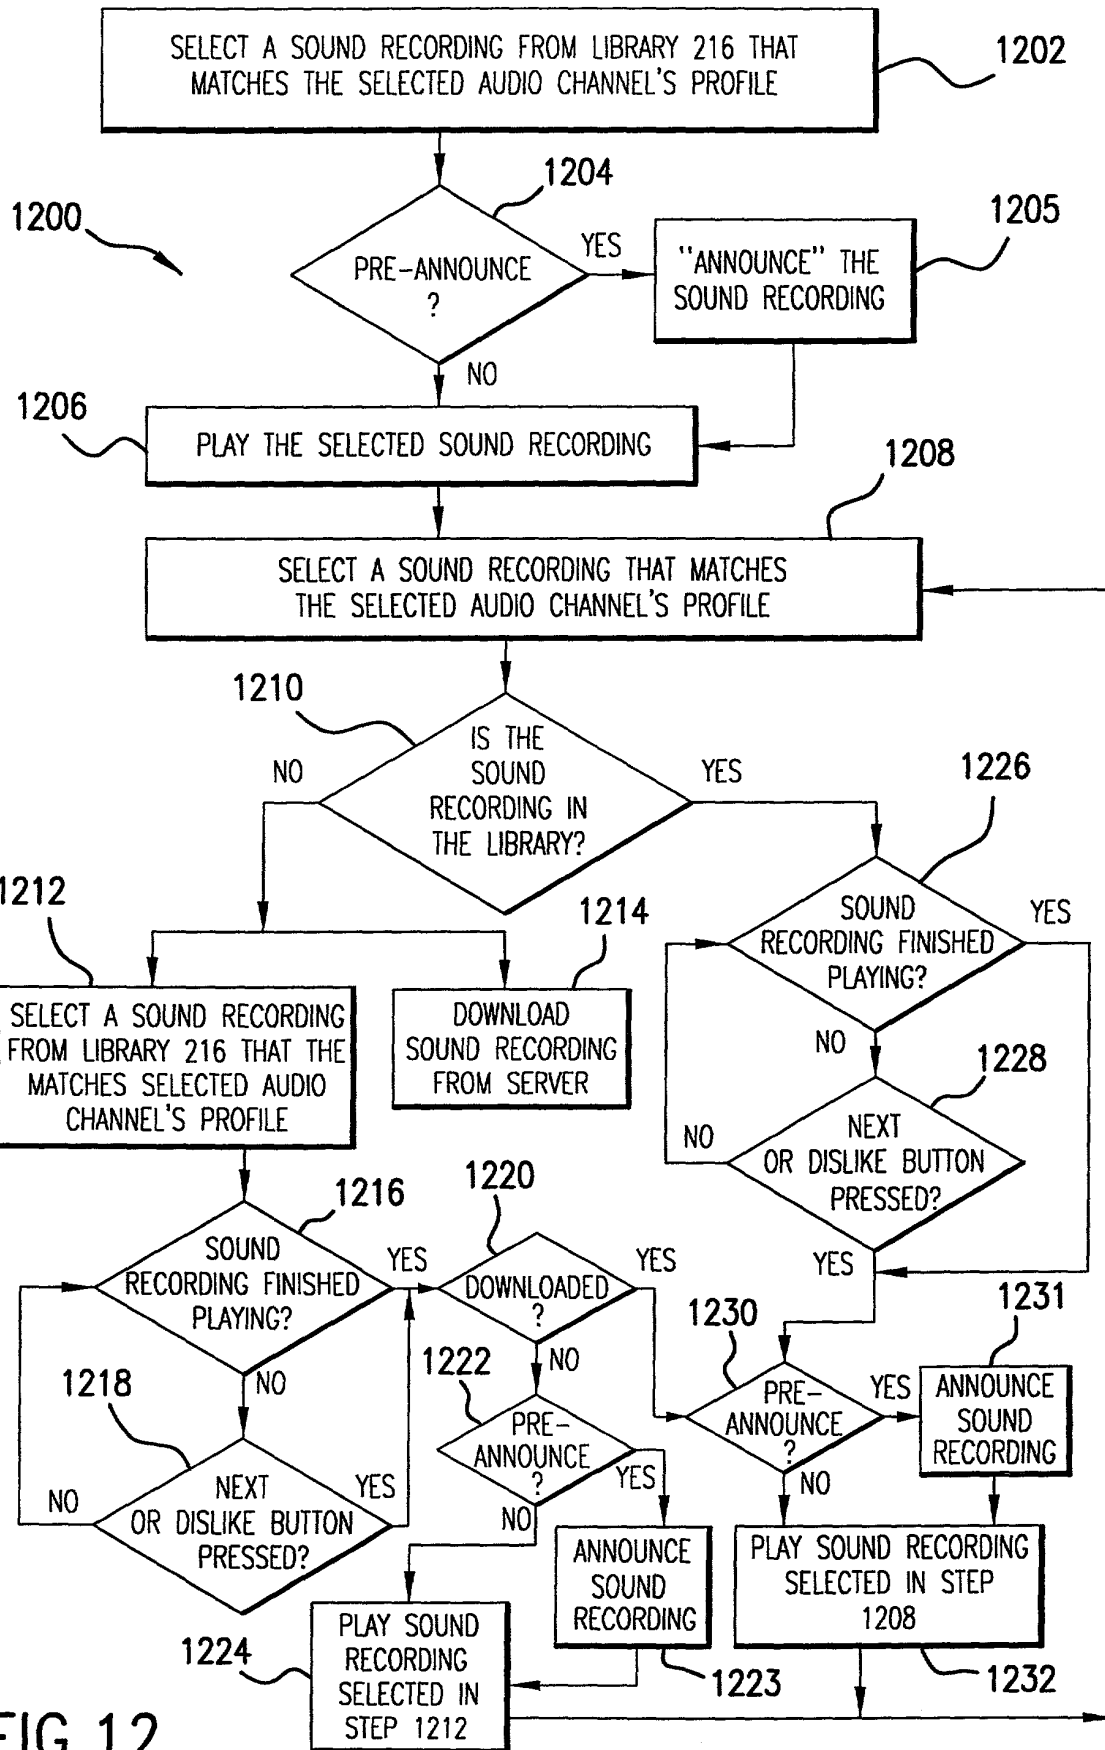 SELECT A SOUND RECORDING FROM LIBRARY 216 THAT
MATCHES THE SELECTED AUDIO CHANNEL'S PROFILE
1202
1204
1200
PRE-ANNOUNCE
?
YES
1205
"ANNOUNCE" THE
SOUND RECORDING
NO
1206
PLAY THE SELECTED SOUND RECORDING
1208
SELECT A SOUND RECORDING THAT MATCHES
THE SELECTED AUDIO CHANNEL'S PROFILE
1210
IS THE
SOUND
RECORDING IN
THE LIBRARY?
NO
YES
1226
SOUND
RECORDING FINISHED
PLAYING?
YES
NO
1212
1214
SELECT A SOUND RECORDING
FROM LIBRARY 216 THAT THE
MATCHES SELECTED AUDIO
CHANNEL'S PROFILE
DOWNLOAD
SOUND RECORDING
FROM SERVER
1228
NEXT
OR DISLIKE BUTTON
PRESSED?
NO
YES
1216
SOUND
RECORDING FINISHED
PLAYING?
YES
NO
1220
DOWNLOADED
?
YES
NO
1218
NEXT
OR DISLIKE BUTTON
PRESSED?
NO
YES
1222
PRE-
ANNOUNCE
?
YES
NO
1230
PRE-
ANNOUNCE
?
YES
NO
1231
ANNOUNCE
SOUND
RECORDING
ANNOUNCE
SOUND
RECORDING
1223
PLAY SOUND RECORDING
SELECTED IN STEP
1208
1232
1224
PLAY SOUND
RECORDING
SELECTED IN
STEP 1212
FIG.12